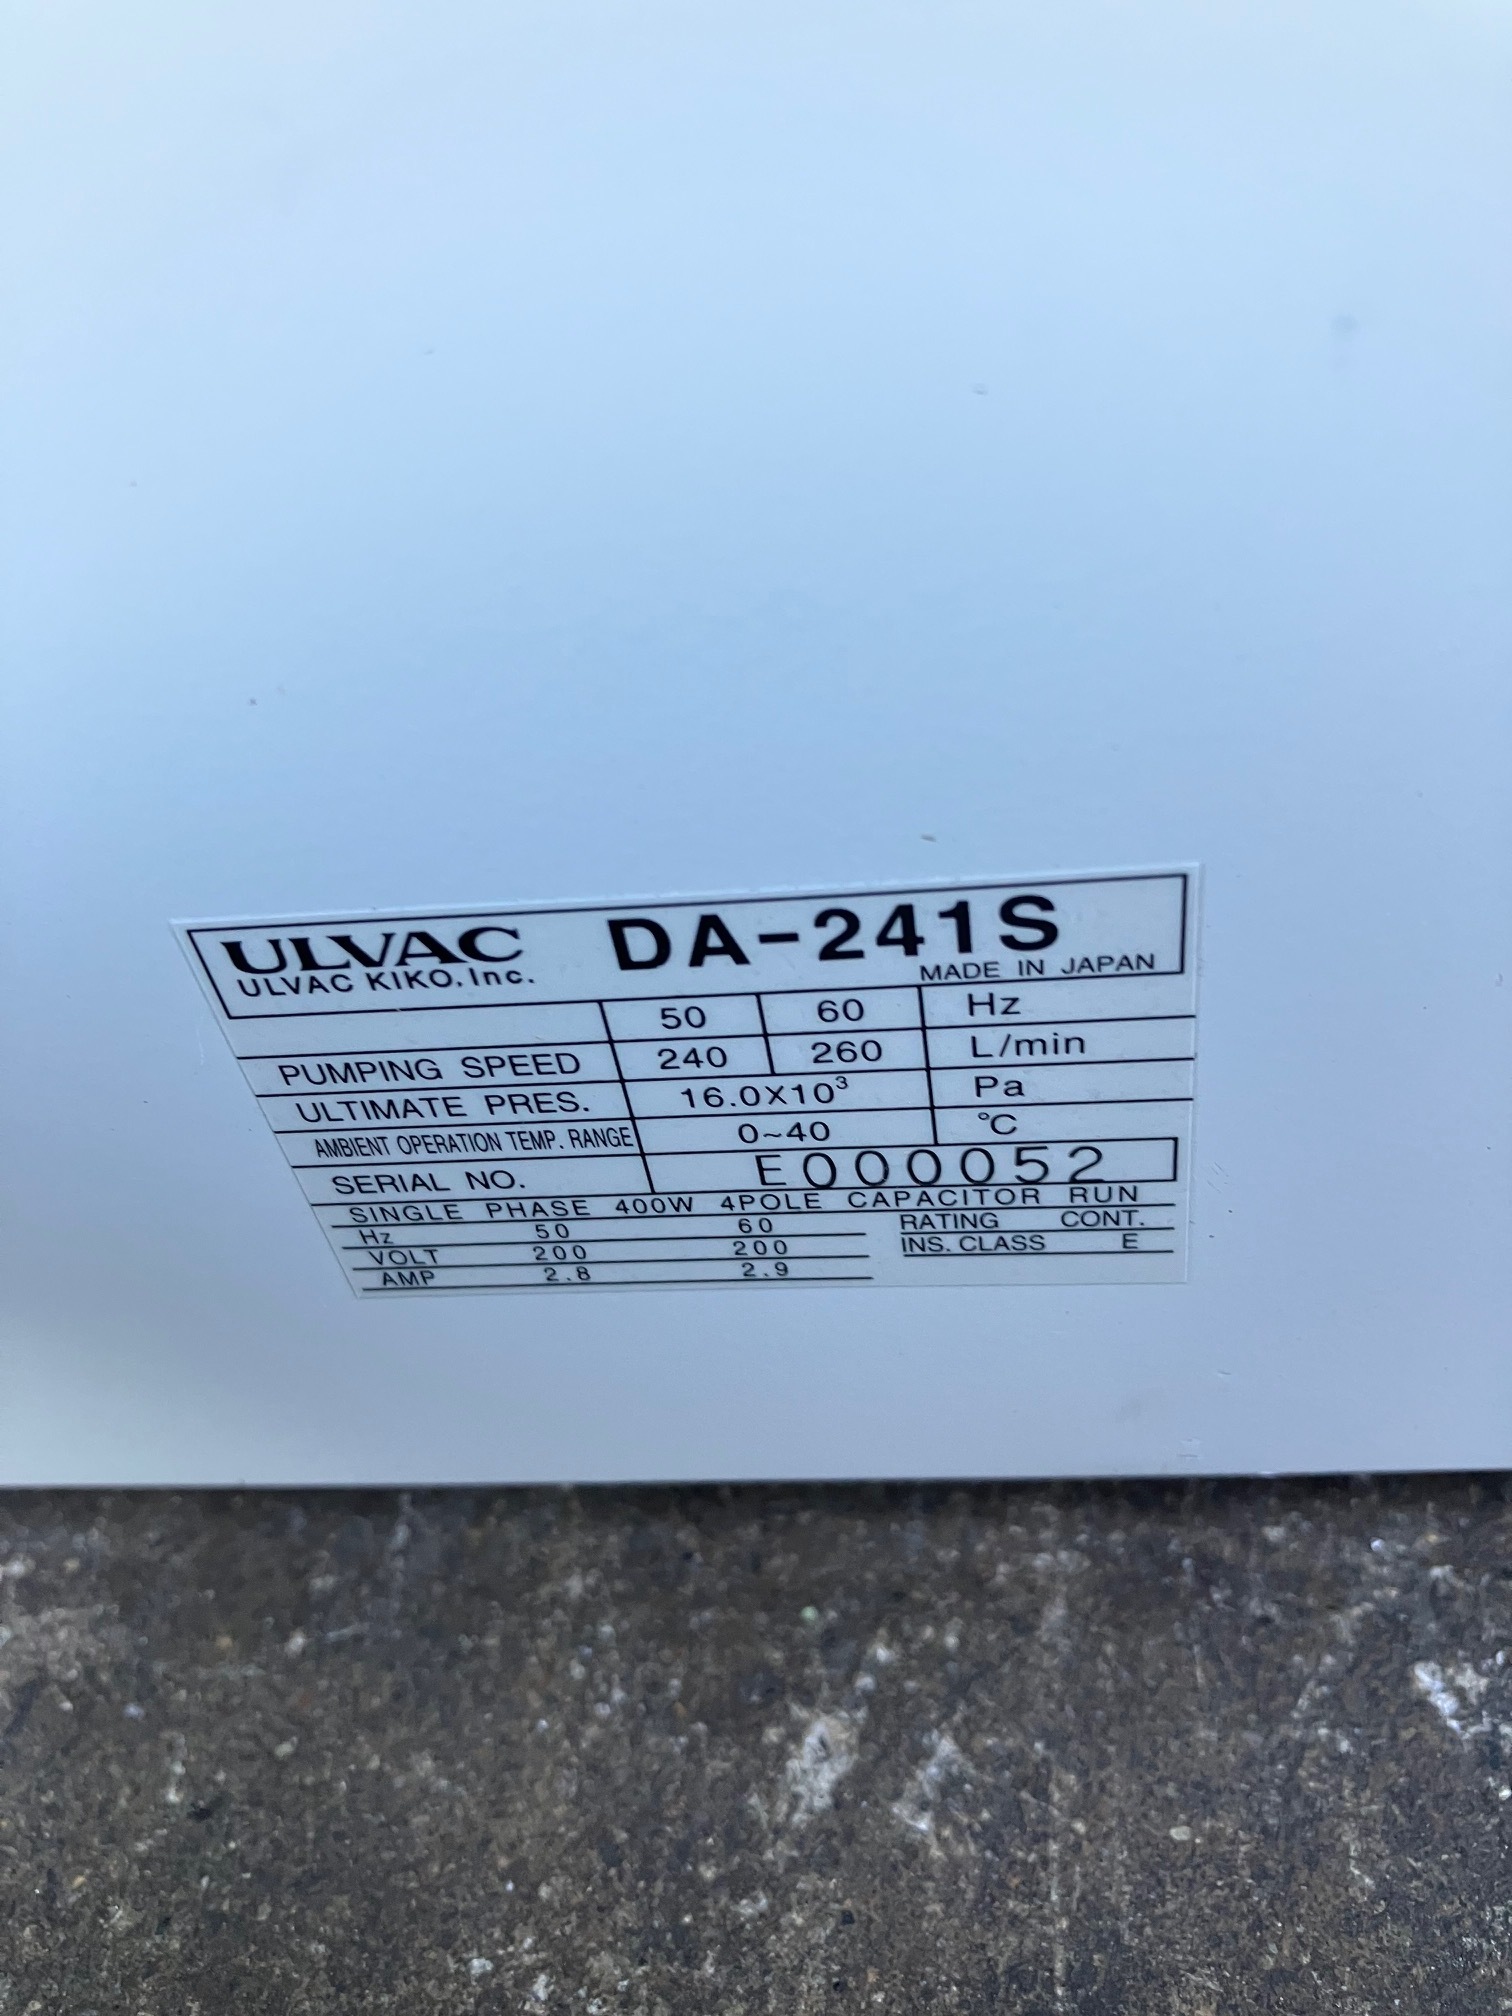 ULVAC DA-241S
ULVAC KIKO, Inc. MADE IN JAPAN
50 60 Hz
PUMPING SPEED 240 260 L/min
ULTIMATE PRES. 16.0X10³ Pa
AMBIENT OPERATION TEMP. RANGE 0~40 °C
SERIAL NO. E000052
SINGLE PHASE 400W 4POLE CAPACITOR RUN
Hz 50 60 RATING CONT.
VOLT 200 200 INS. CLASS E
AMP 2.8 2.9